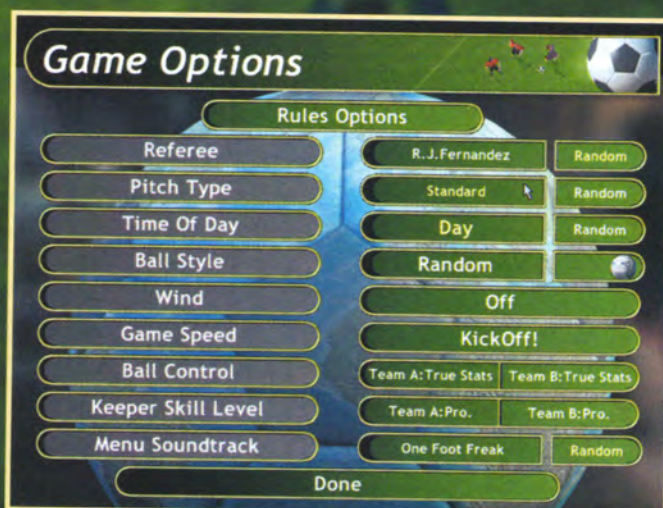 Game Options
Rules Options
Referee R.J.Fernandez Random
Pitch Type Standard Random
Time Of Day Day Random
Ball Style Random
Wind Off
Game Speed KickOff!
Ball Control Team A:True Stats Team B:True Stats
Keeper Skill Level Team A:Pro. Team B:Pro.
Menu Soundtrack One Foot Freak Random
Done